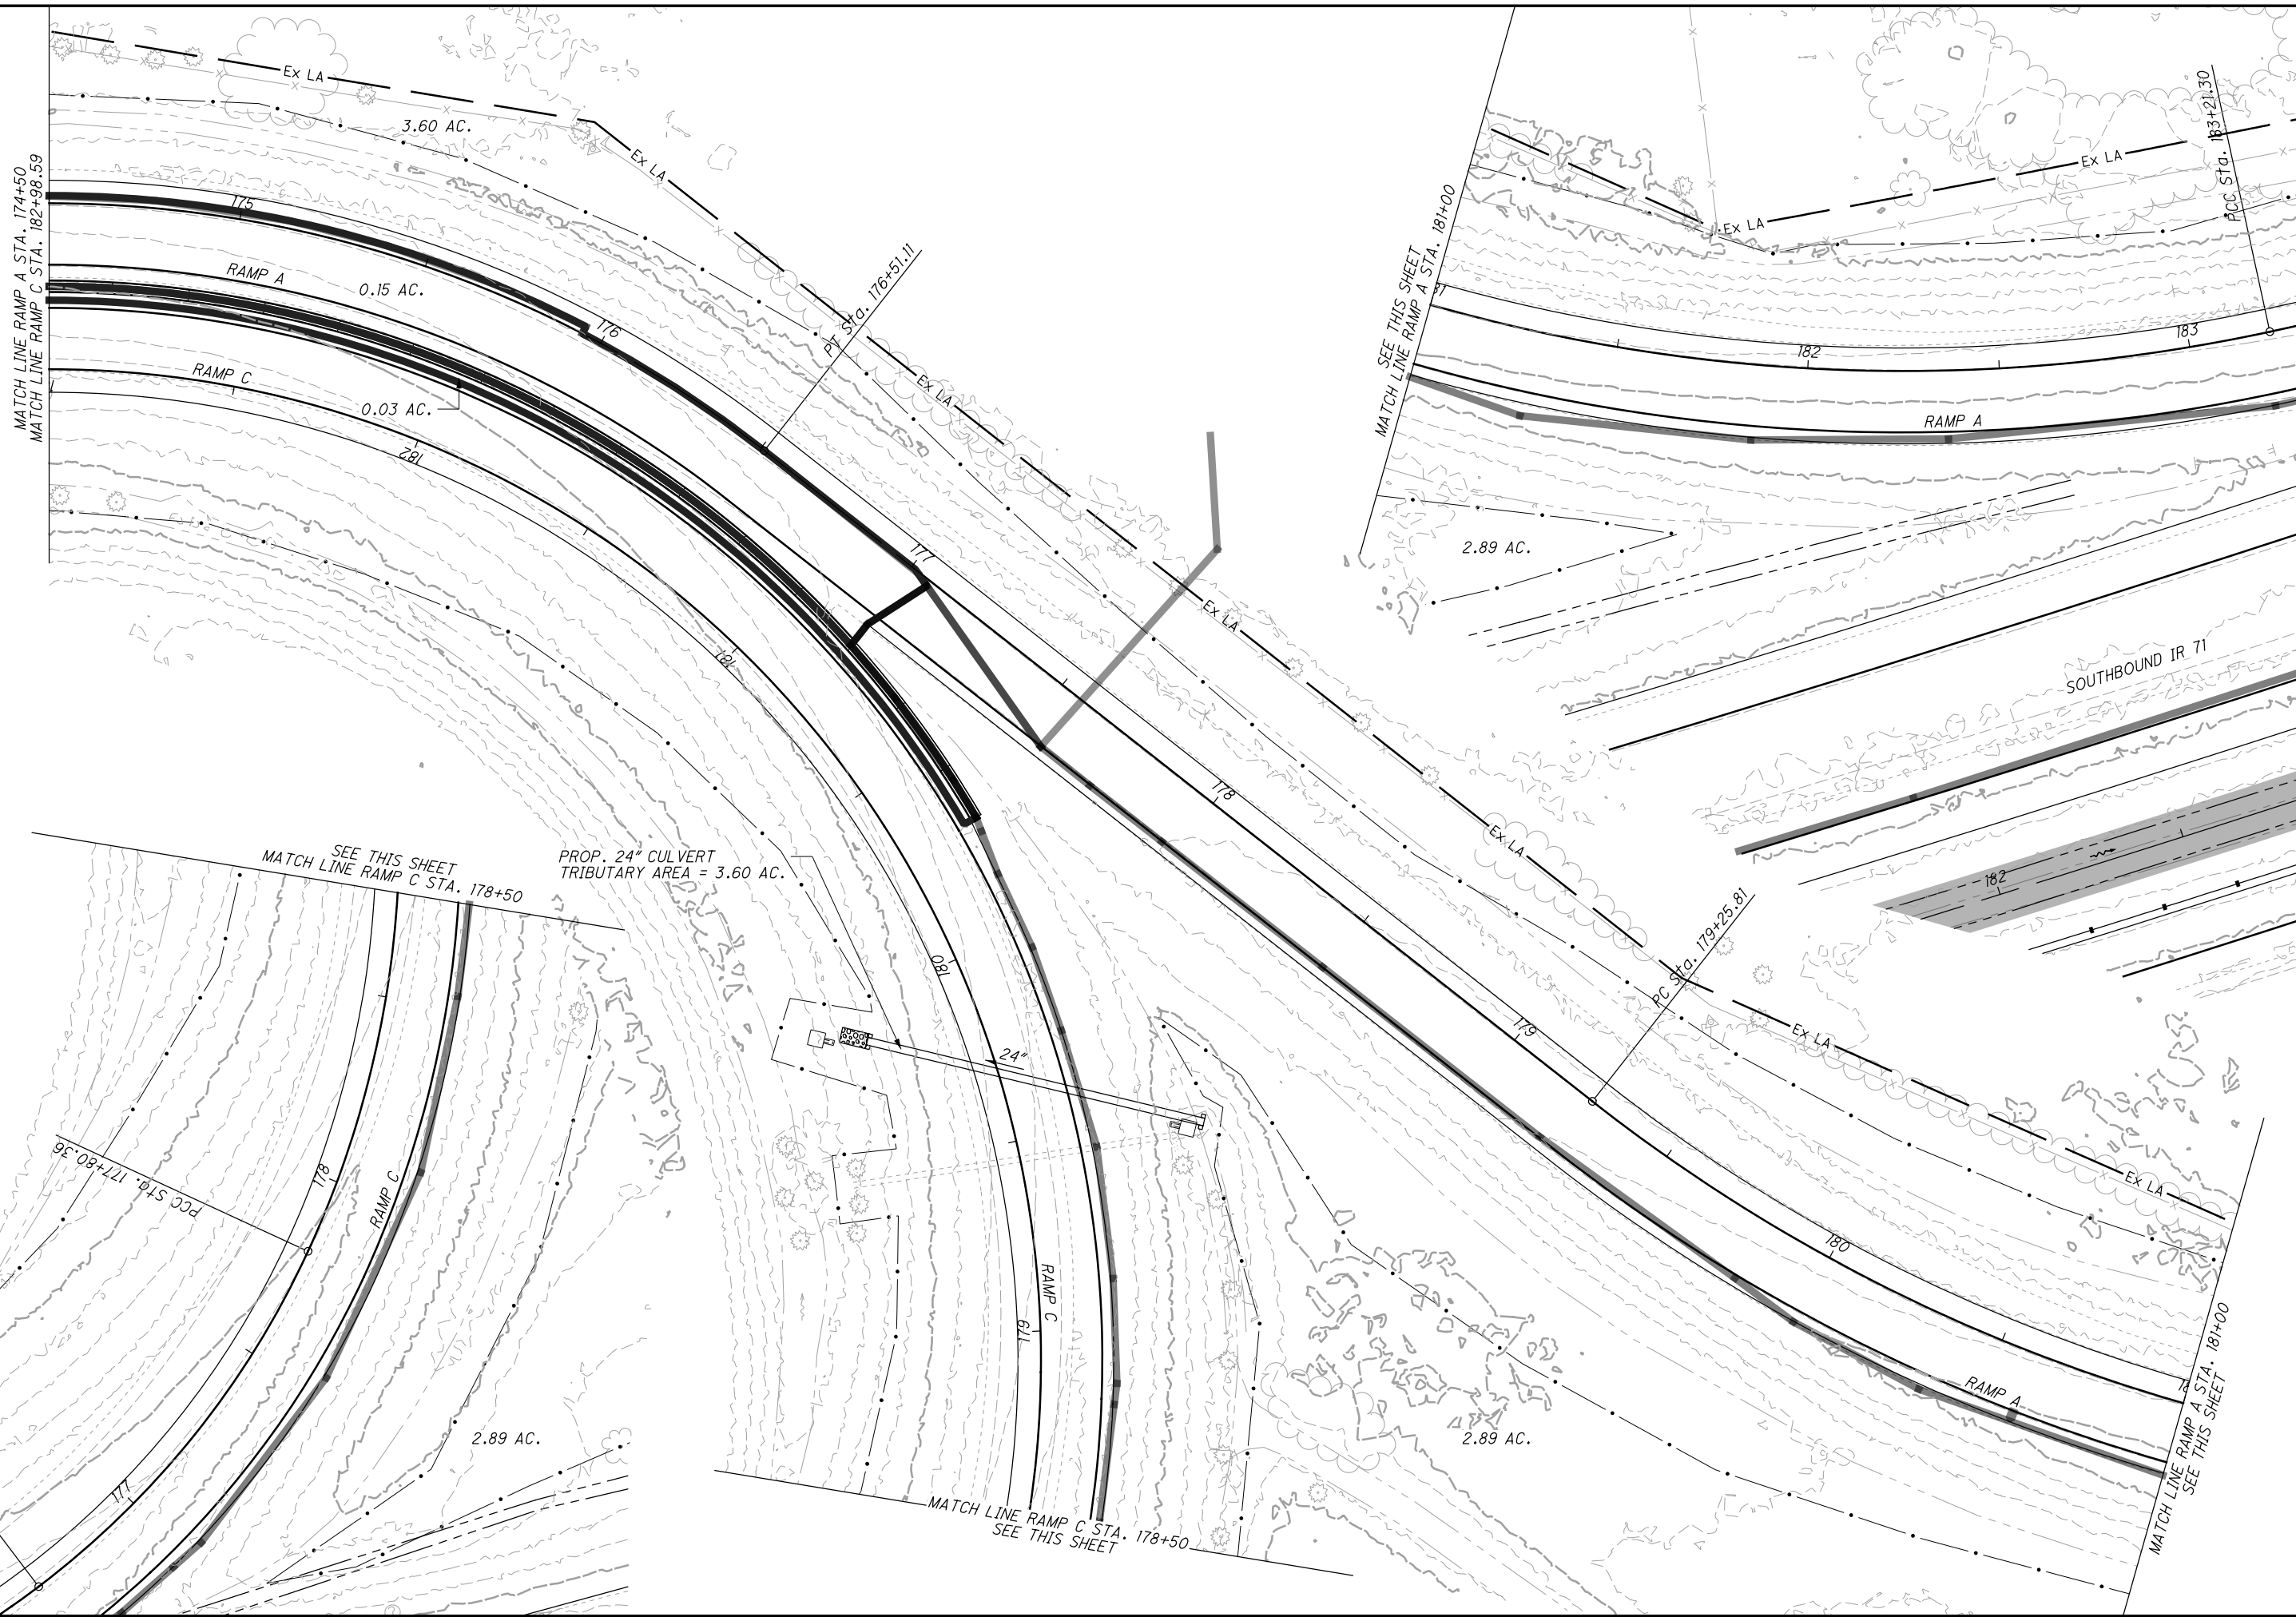 MATCH LINE RAMP A STA. 174+50
MATCH LINE RAMP C STA. 182+98.59
Ex LA
3.60 AC.
Ex LA
175
RAMP A
0.15 AC.
176
PT Sta. 176+51.11
RAMP C
0.03 AC.
182
Ex LA
177
181
Ex LA
178
Ex LA
PROP. 24" CULVERT
TRIBUTARY AREA = 3.60 AC.
180
24"
179
PC Sta. 179+25.81
Ex LA
Ex LA
180
RAMP C
179
RAMP A
2.89 AC.
MATCH LINE RAMP C STA. 178+50
SEE THIS SHEET
MATCH LINE RAMP A STA. 181+00
SEE THIS SHEET
SEE THIS SHEET
MATCH LINE RAMP C STA. 178+50
PCC Sta. 177+80.36
178
RAMP C
177
2.89 AC.
SEE THIS SHEET
MATCH LINE RAMP A STA. 181+00
Ex LA
Ex LA
PCC Sta. 183+21.30
182
183
RAMP A
2.89 AC.
SOUTHBOUND IR 71
182